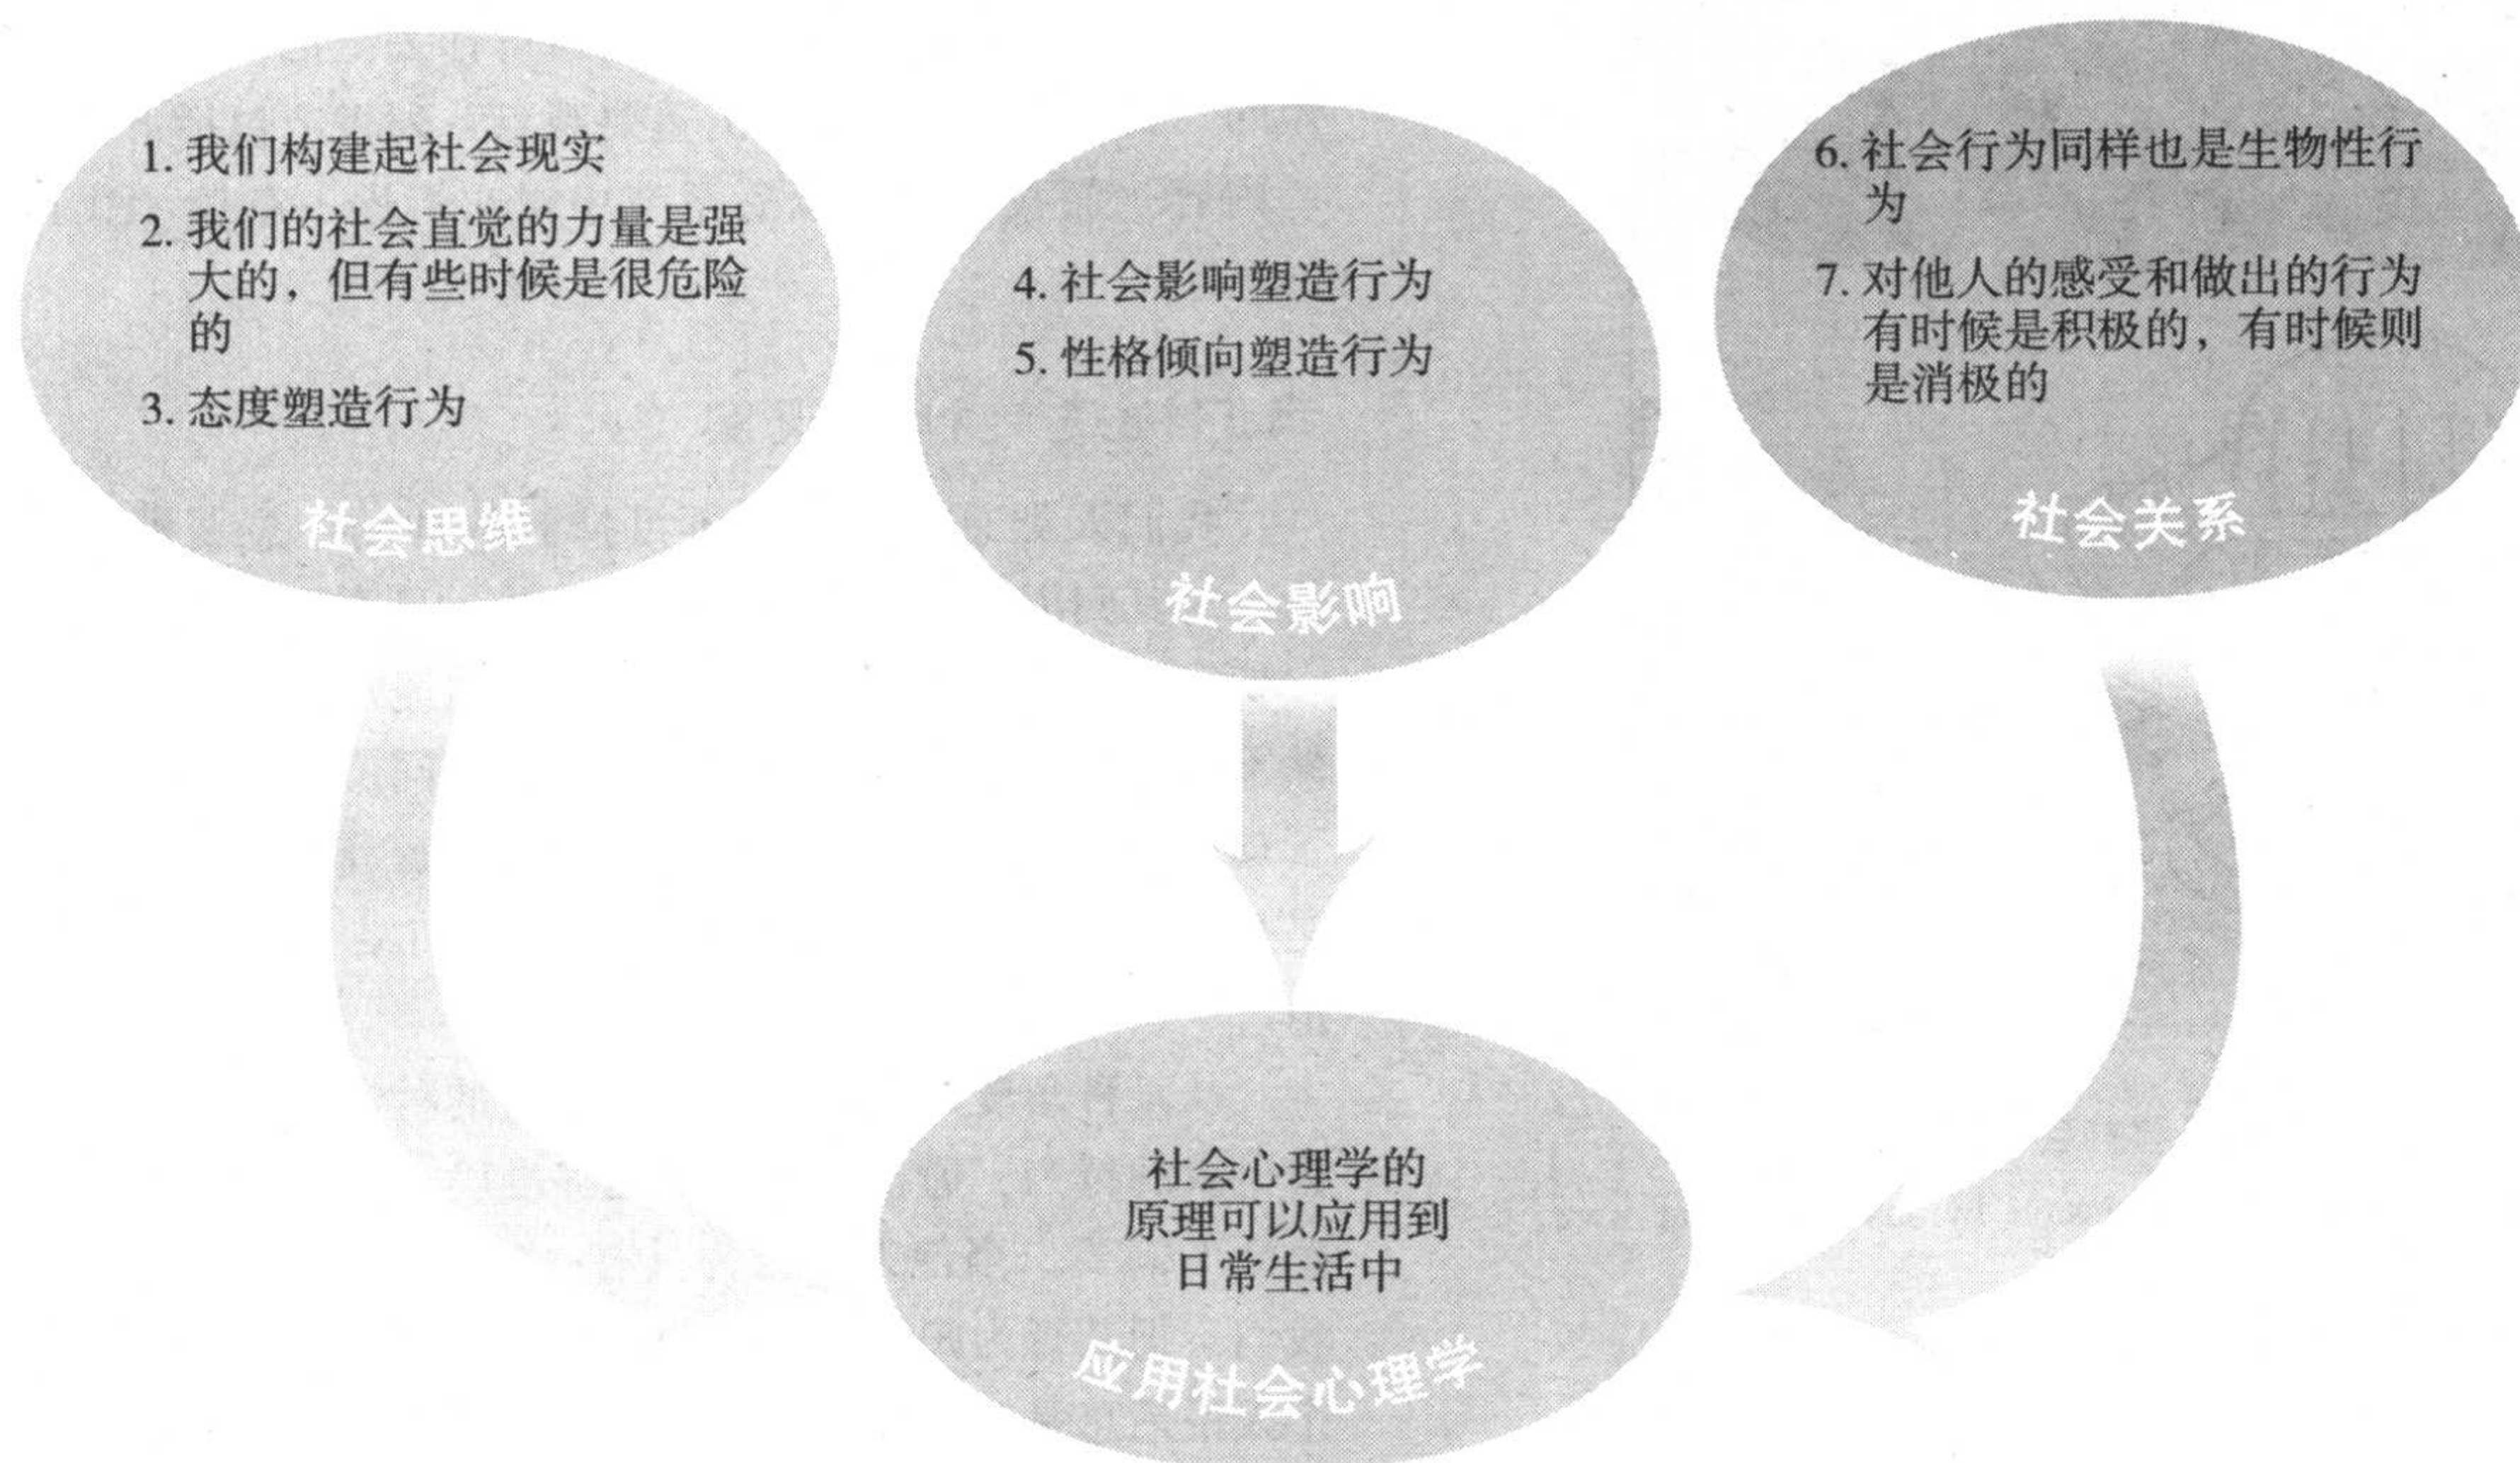 1. 我们构建起社会现实
2. 我们的社会直觉的力量是强
大的，但有些时候是很危险
的
3. 态度塑造行为
社会思维
4. 社会影响塑造行为
5. 性格倾向塑造行为
社会影响
6. 社会行为同样也是生物性行
为
7. 对他人的感受和做出的行为
有时候是积极的，有时候则
是消极的
社会关系
社会心理学的
原理可以应用到
日常生活中
应用社会心理学